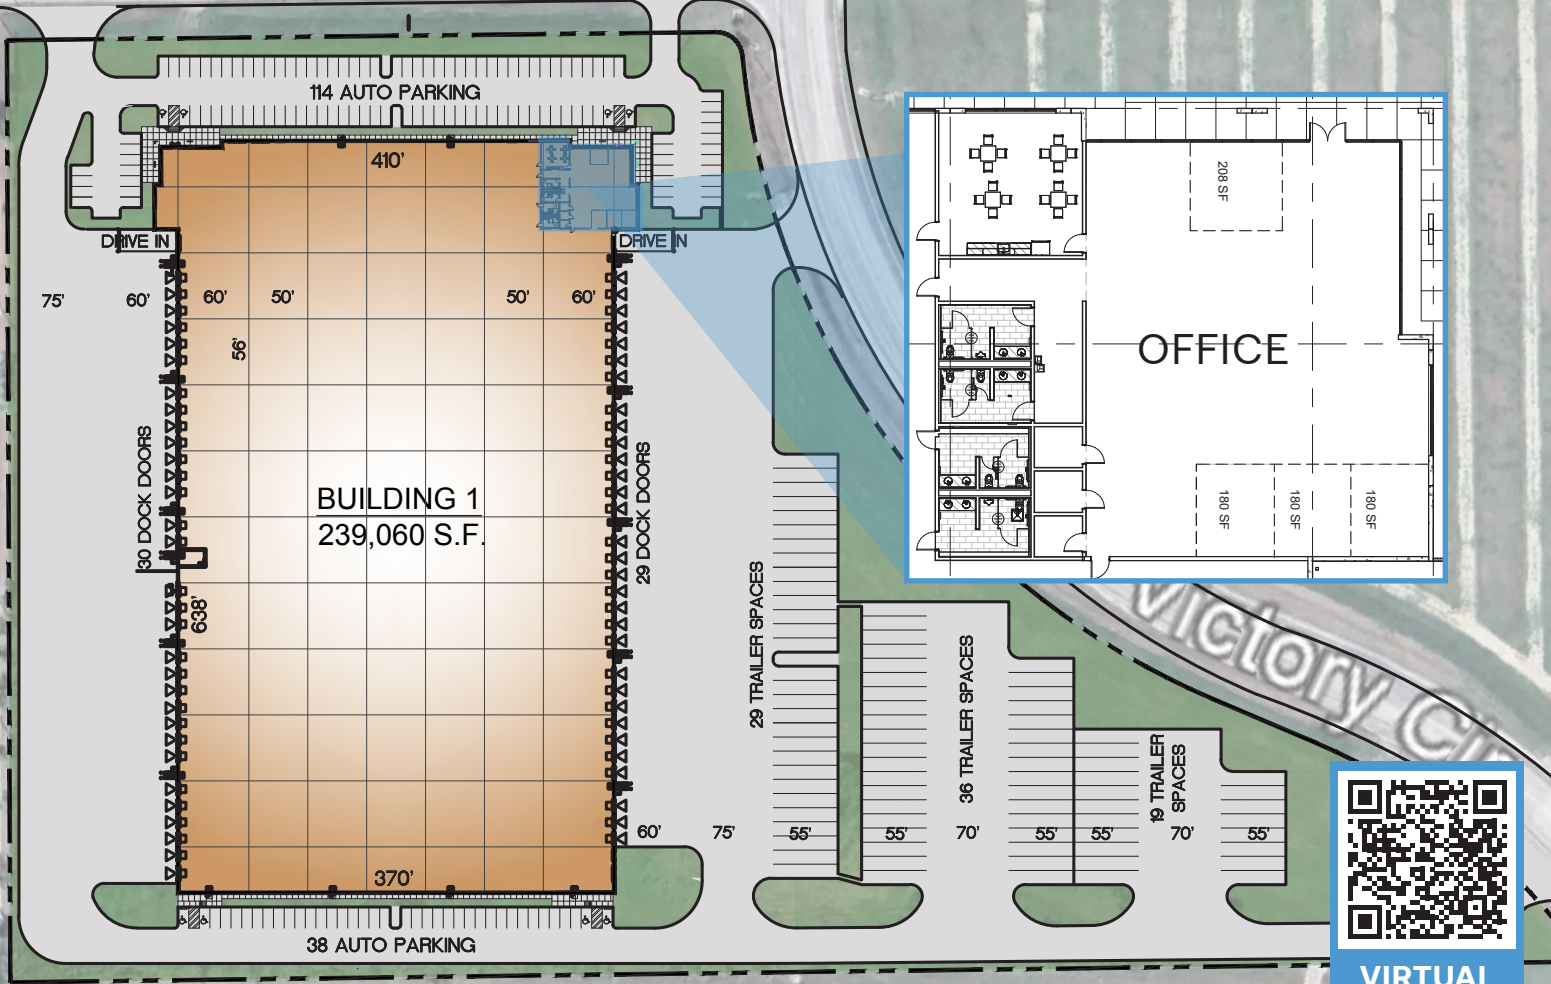 114 AUTO PARKING
410'
DRIVE IN
DRIVE IN
75'
60'
60'
50'
50'
60'
56'
30 DOCK DOORS
29 DOCK DOORS
BUILDING 1
239,060 S.F.
638'
370'
38 AUTO PARKING
29 TRAILER SPACES
36 TRAILER SPACES
19 TRAILER
SPACES
60'
75'
55'
55'
70'
55'
55'
70'
55'
208 SF
OFFICE
180 SF
180 SF
180 SF
Victory Cir
VIRTUAL